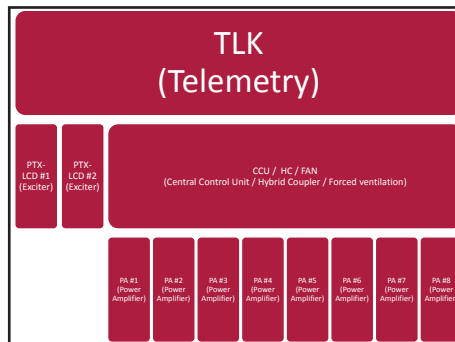 TLK
(Telemetry)
PTX-
LCD #1
(Exciter)
PTX-
LCD #2
(Exciter)
CCU / HC / FAN
(Central Control Unit / Hybrid Coupler / Forced ventilation)
PA #1
(Power
Amplifier)
PA #2
(Power
Amplifier)
PA #3
(Power
Amplifier)
PA #4
(Power
Amplifier)
PA #5
(Power
Amplifier)
PA #6
(Power
Amplifier)
PA #7
(Power
Amplifier)
PA #8
(Power
Amplifier)